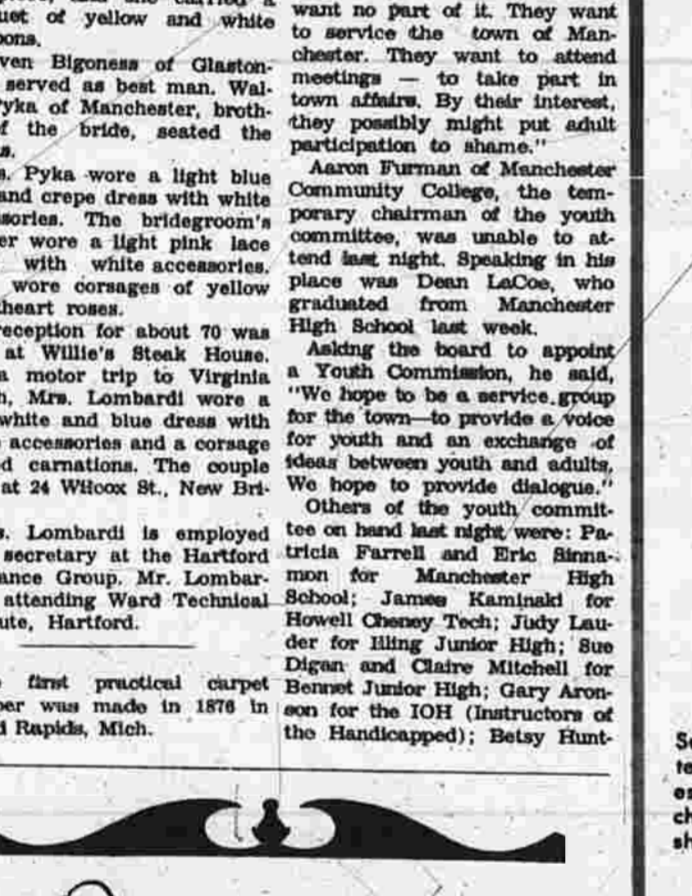 uet of yellow and white
ven Bigoness of Glaston-
served as best man. Wal-
Pyka of Manchester, broth-
f the bride, seated the
s. Pyka wore a light blue
and crepe dress with white
sories. The bridegroom's
er wore a light pink lace
with white accessories.
wore corsages of yellow
theart roses.
reception for about 70 was
at Willie's Steak House.
a motor trip to Virginia
h, Mrs. Lombardi wore a
white and blue dress with
accessories and a corsage
d carnations. The couple
at 24 Wilcox St., New Bri-
s. Lombardi is employed
secretary at the Hartford
ance Group. Mr. Lombar-
attending Ward Technical
ute, Hartford.
first practical carpet
per was made in 1876 in
d Rapids, Mich.
want no part of it. They want
to service the town of Man-
chester. They want to attend
meetings — to take part in
town affairs. By their interest,
they possibly might put adult
participation to shame."
Aaron Furman of Manchester
Community College, the tem-
porary chairman of the youth
committee, was unable to at-
tend last night. Speaking in his
place was Dean LaCoe, who
graduated from Manchester
High School last week.
Asking the board to appoint
a Youth Commission, he said,
"We hope to be a service group
for the town—to provide a voice
for youth and an exchange of
ideas between youth and adults.
We hope to provide dialogue."
Others of the youth commit-
tee on hand last night were: Pa-
tricia Farrell and Eric Sinna-
mon for Manchester High
School; James Kaminski for
Howell Cheney Tech; Judy Lau-
der for Illing Junior High; Sue
Digan and Claire Mitchell for
Bennet Junior High; Gary Aron-
son for the IOH (Instructors of
the Handicapped); Betsy Hunt-